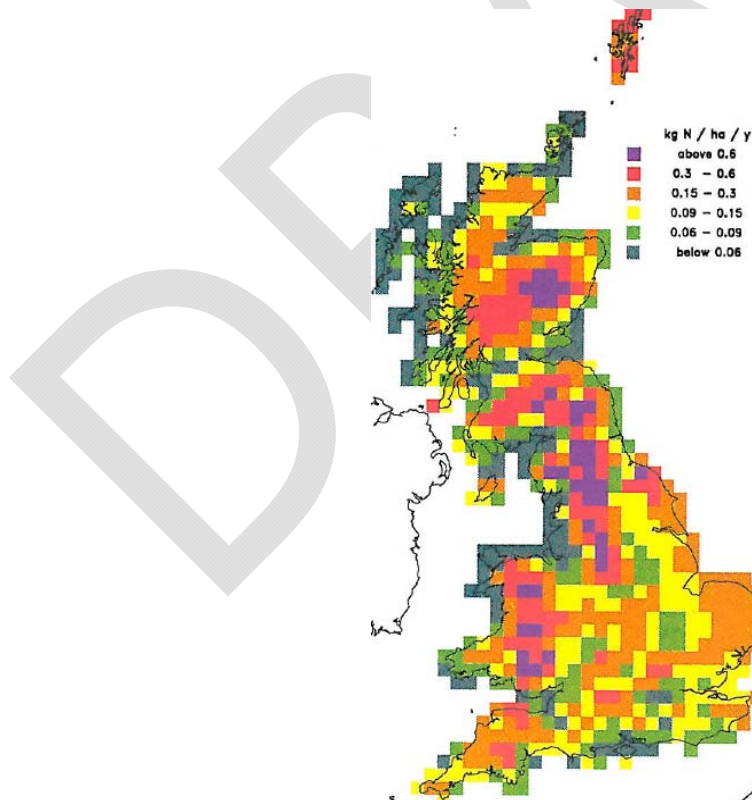 kg N / ha / y
above 0.6
0.3 – 0.6
0.15 – 0.3
0.09 – 0.15
0.06 – 0.09
below 0.06